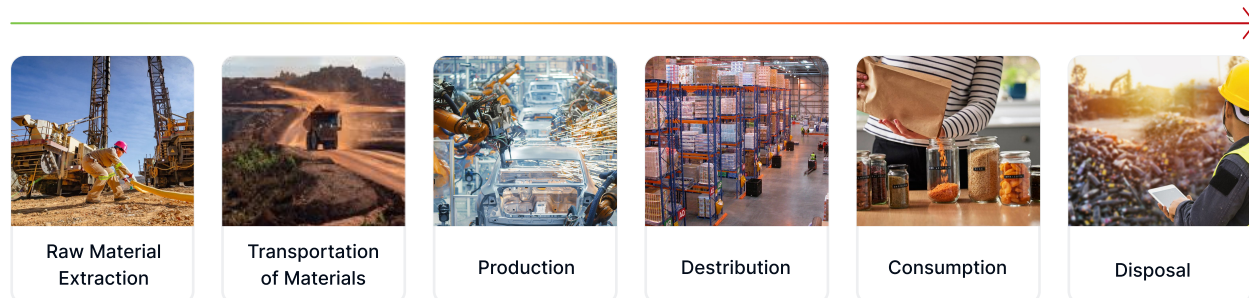 Raw Material
Extraction
Transportation
of Materials
Production
Destribution
Consumption
Disposal